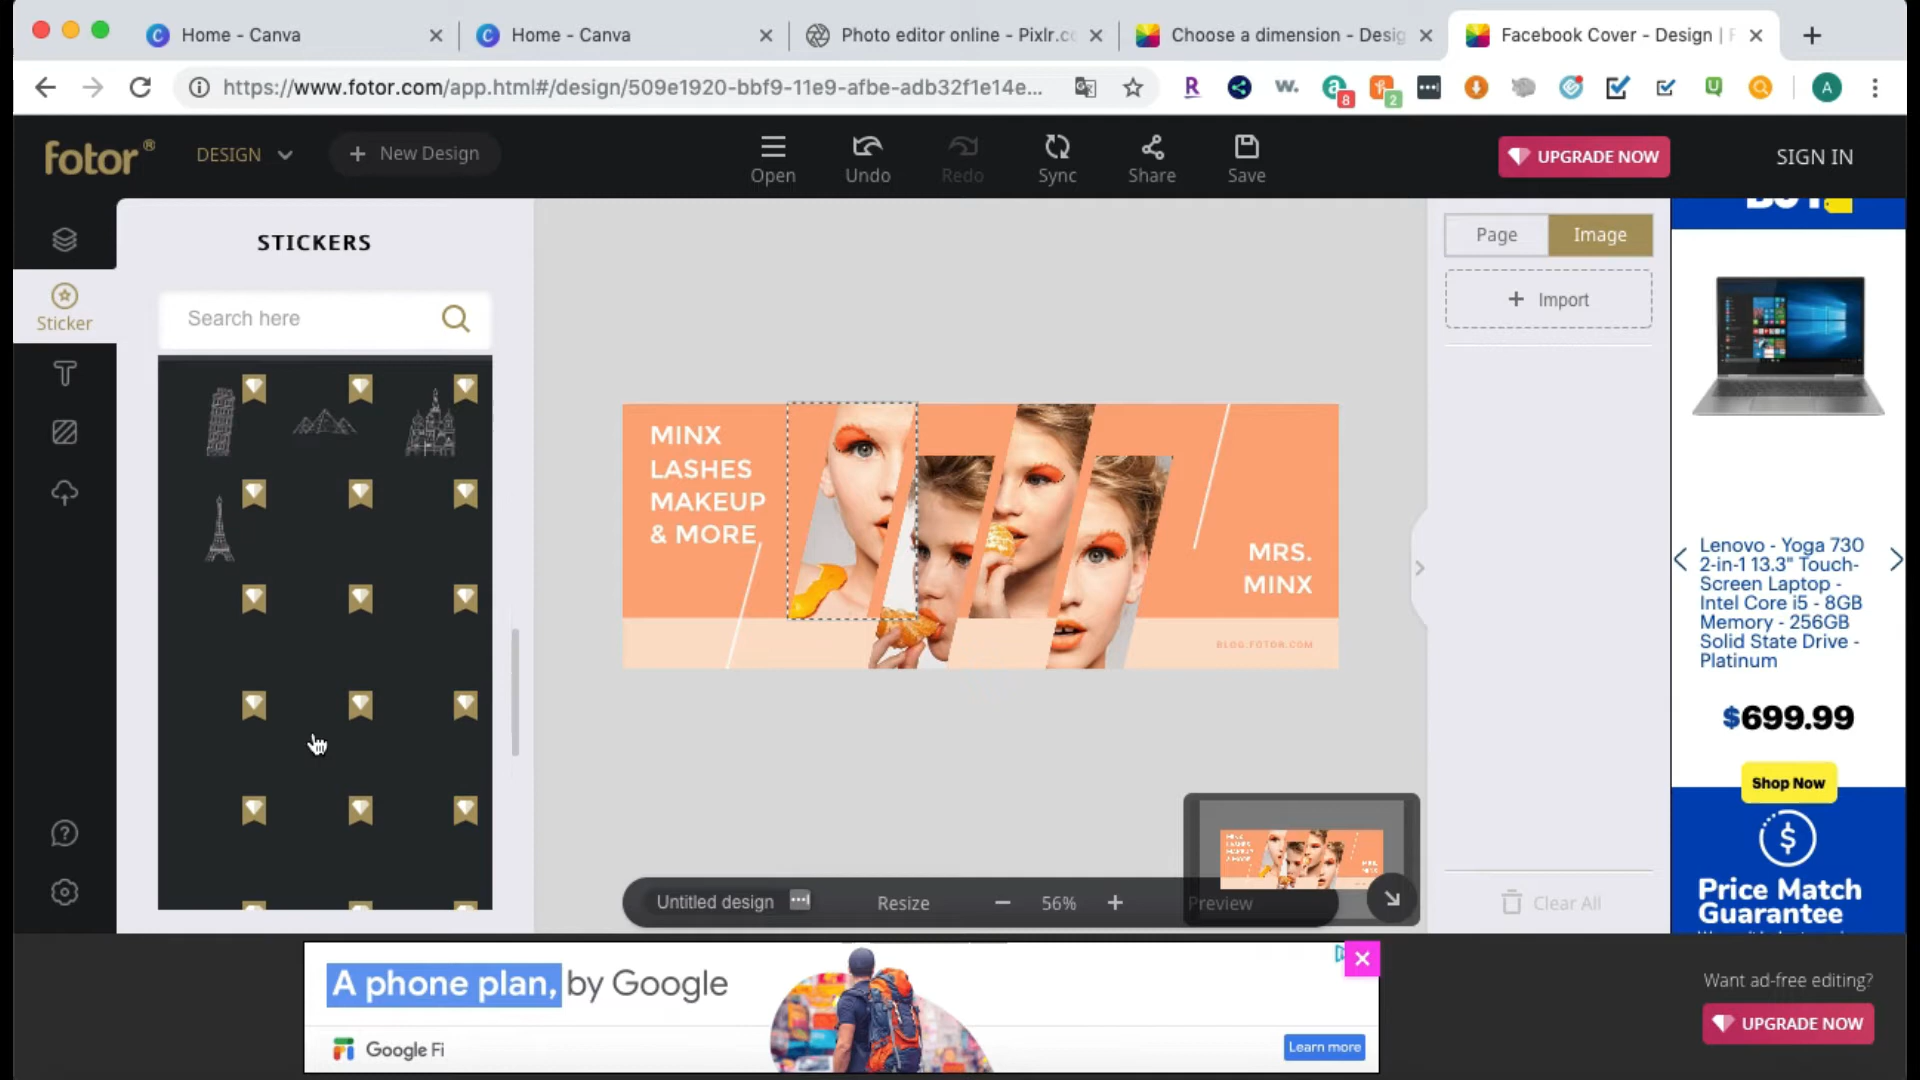 Home - Canva
Home - Canva
Photo editor online - Pixlr.co
Choose a dimension - Desig
Facebook Cover - Design | F
https://www.fotor.com/app.html#/design/509e1920-bbf9-11e9-afbe-adb32f1e14e...
R
W.
a
8
2
U
A
fotor®
DESIGN
+ New Design
Open
Undo
Redo
Sync
Share
Save
UPGRADE NOW
SIGN IN
Sticker
STICKERS
Search here
MINX
LASHES
MAKEUP
& MORE
MRS.
MINX
BLOG.FOTOR.COM
Page
Image
+ Import
Clear All
Untitled design
Resize
56%
Preview
Lenovo - Yoga 730
2-in-1 13.3" Touch-
Screen Laptop -
Intel Core i5 - 8GB
Memory - 256GB
Solid State Drive -
Platinum
$699.99
Shop Now
$
Price Match
Guarantee
A phone plan, by Google
Google Fi
Learn more
Want ad-free editing?
UPGRADE NOW